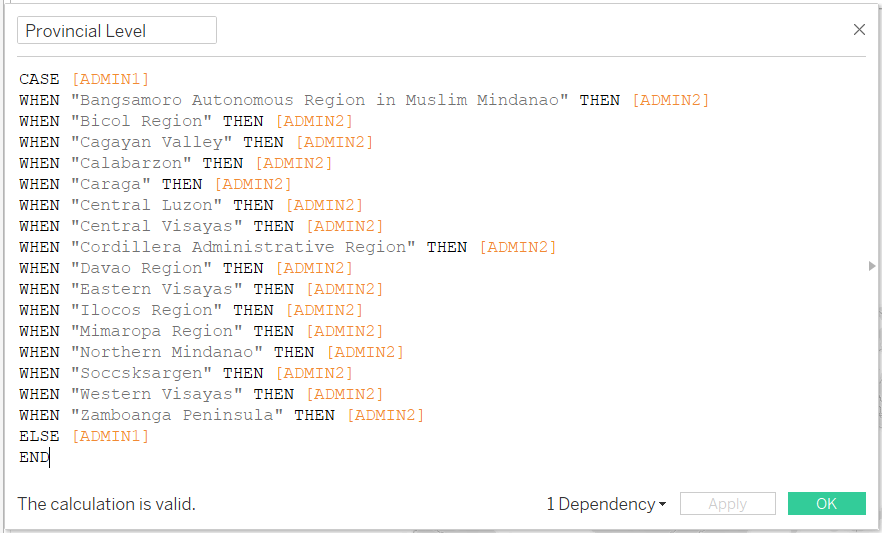 Provincial Level
CASE [ADMIN1]
WHEN "Bangsamoro Autonomous Region in Muslim Mindanao" THEN [ADMIN2]
WHEN "Bicol Region" THEN [ADMIN2]
WHEN "Cagayan Valley" THEN [ADMIN2]
WHEN "Calabarzon" THEN [ADMIN2]
WHEN "Caraga" THEN [ADMIN2]
WHEN "Central Luzon" THEN [ADMIN2]
WHEN "Central Visayas" THEN [ADMIN2]
WHEN "Cordillera Administrative Region" THEN [ADMIN2]
WHEN "Davao Region" THEN [ADMIN2]
WHEN "Eastern Visayas" THEN [ADMIN2]
WHEN "Ilocos Region" THEN [ADMIN2]
WHEN "Mimaropa Region" THEN [ADMIN2]
WHEN "Northern Mindanao" THEN [ADMIN2]
WHEN "Soccsksargen" THEN [ADMIN2]
WHEN "Western Visayas" THEN [ADMIN2]
WHEN "Zamboanga Peninsula" THEN [ADMIN2]
ELSE [ADMIN1]
END
The calculation is valid. 1 Dependency Apply OK